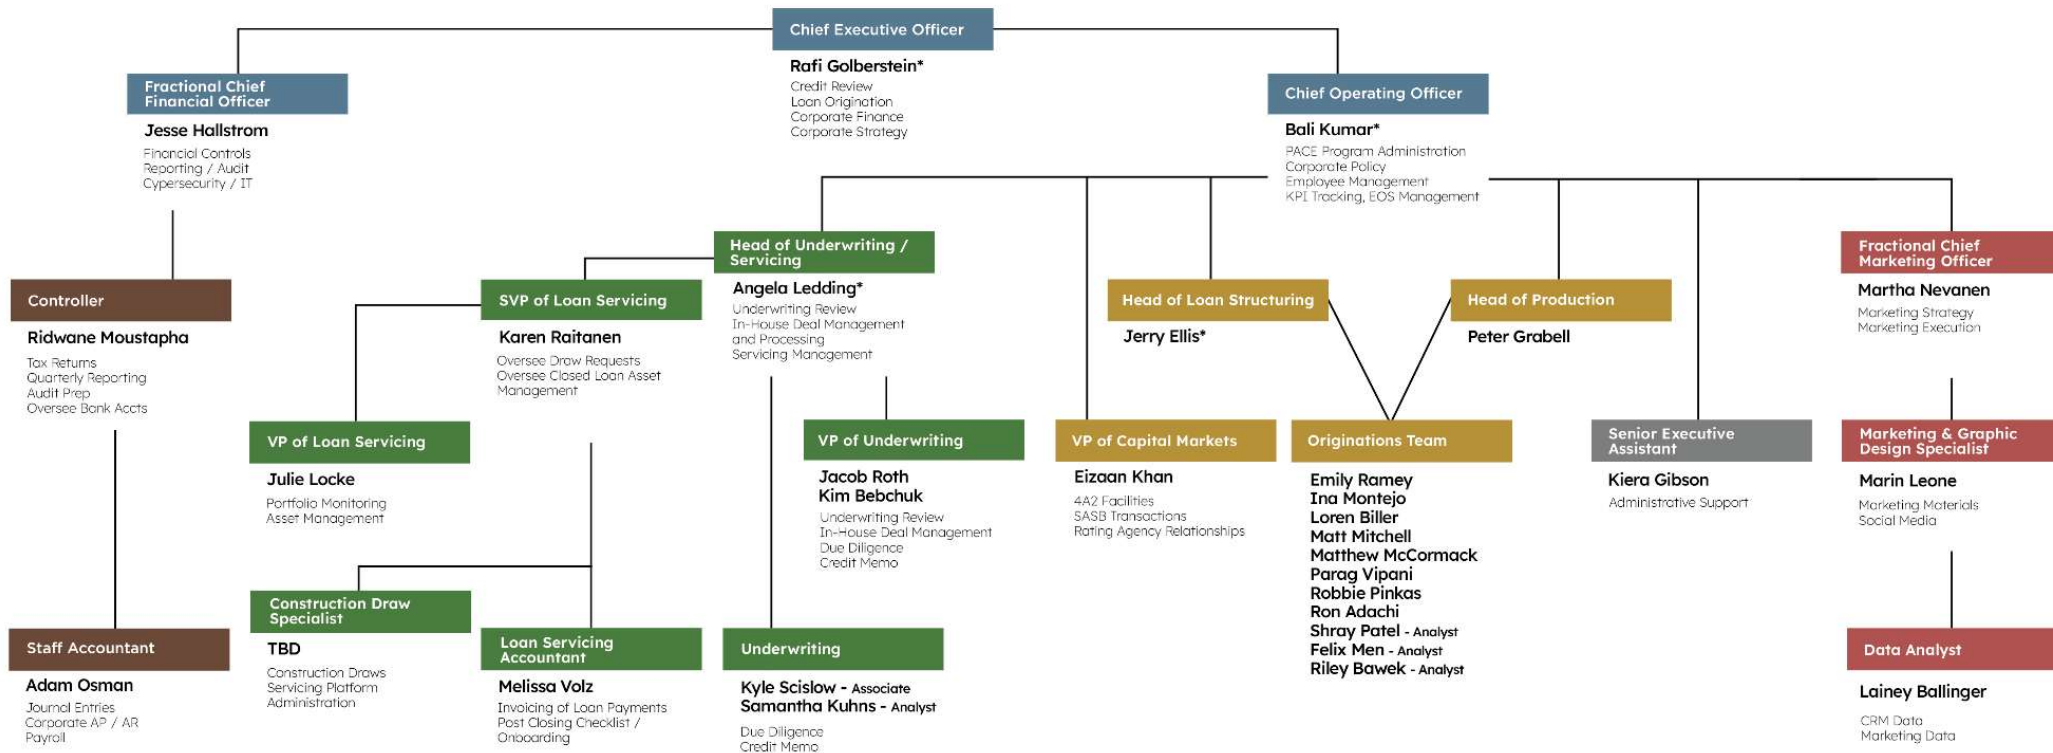 Chief Executive Officer
Rafi Golberstein*
Credit Review
Loan Origination
Corporate Finance
Corporate Strategy
Fractional Chief
Financial Officer
Jesse Hallstrom
Financial Controls
Reporting / Audit
Cypersecurity / IT
Chief Operating Officer
Bali Kumar*
PACE Program Administration
Corporate Policy
Employee Management
KPI Tracking, EOS Management
Controller
Ridwane Moustapha
Tax Returns
Quarterly Reporting
Audit Prep
Oversee Bank Accts
SVP of Loan Servicing
Karen Raitanen
Oversee Draw Requests
Oversee Closed Loan Asset
Management
Head of Underwriting /
Servicing
Angela Ledding*
Underwriting Review
In-House Deal Management
and Processing
Servicing Management
Head of Loan Structuring
Jerry Ellis*
Head of Production
Peter Grabell
Fractional Chief
Marketing Officer
Martha Nevanen
Marketing Strategy
Marketing Execution
VP of Loan Servicing
Julie Locke
Portfolio Monitoring
Asset Management
VP of Underwriting
Jacob Roth
Kim Bebchuk
Underwriting Review
In-House Deal Management
Due Diligence
Credit Memo
VP of Capital Markets
Eizaan Khan
4A2 Facilities
SASB Transactions
Rating Agency Relationships
Originations Team
Emily Ramey
Ina Montejo
Loren Biller
Matt Mitchell
Matthew McCormack
Parag Vipani
Robbie Pinkas
Ron Adachi
Shray Patel - Analyst
Felix Men - Analyst
Riley Bawek - Analyst
Senior Executive
Assistant
Kiera Gibson
Administrative Support
Marketing & Graphic
Design Specialist
Marin Leone
Marketing Materials
Social Media
Staff Accountant
Adam Osman
Journal Entries
Corporate AP / AR
Payroll
Construction Draw
Specialist
TBD
Construction Draws
Servicing Platform
Administration
Loan Servicing
Accountant
Melissa Volz
Invoicing of Loan Payments
Post Closing Checklist /
Onboarding
Underwriting
Kyle Scislow - Associate
Samantha Kuhns - Analyst
Due Diligence
Credit Memo
Data Analyst
Lainey Ballinger
CRM Data
Marketing Data